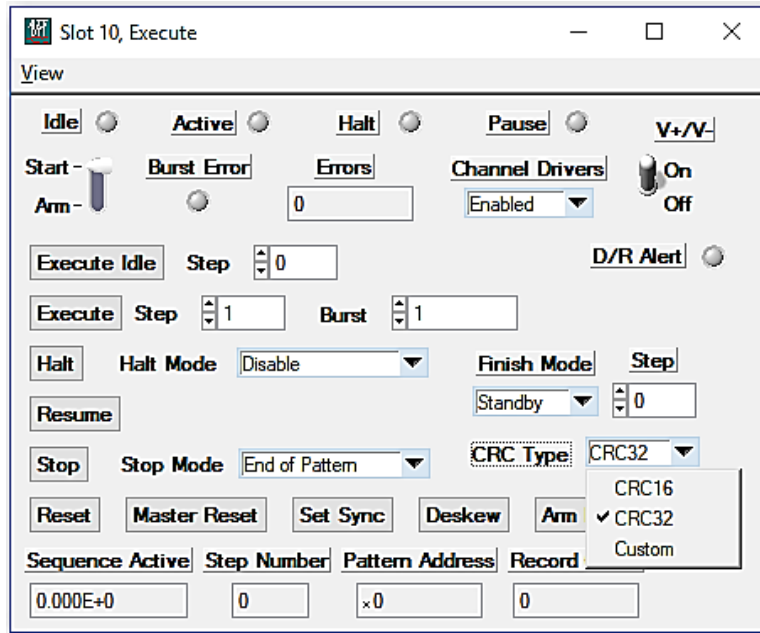 Slot 10, Execute
View
Idle Active Halt Pause V+/V-
Start Burst Error Errors Channel Drivers On
Arm 0 Enabled Off
Execute Idle Step 0 D/R Alert
Execute Step 1 Burst 1
Halt Halt Mode Disable Finish Mode Step
Resume Standby 0
Stop Stop Mode End of Pattern CRC Type CRC32
CRC16
Reset Master Reset Set Sync Deskew Arm ✓ CRC32
Custom
Sequence Active Step Number Pattern Address Record
0.000E+0 0 x0 0